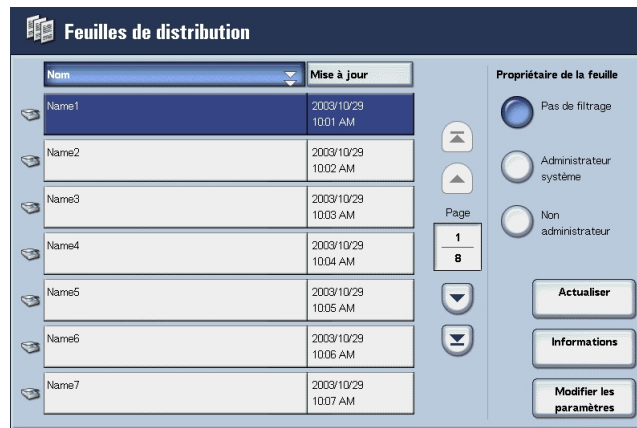 Feuilles de distribution
Nom
Mise à jour
Name1
2003/10/29
10:01 AM
Name2
2003/10/29
10:02 AM
Name3
2003/10/29
10:03 AM
Name4
2003/10/29
10:04 AM
Name5
2003/10/29
10:05 AM
Name6
2003/10/29
10:06 AM
Name7
2003/10/29
10:07 AM
Page
1
8
Propriétaire de la feuille
Pas de filtrage
Administrateur
système
Non
administrateur
Actualiser
Informations
Modifier les
paramètres